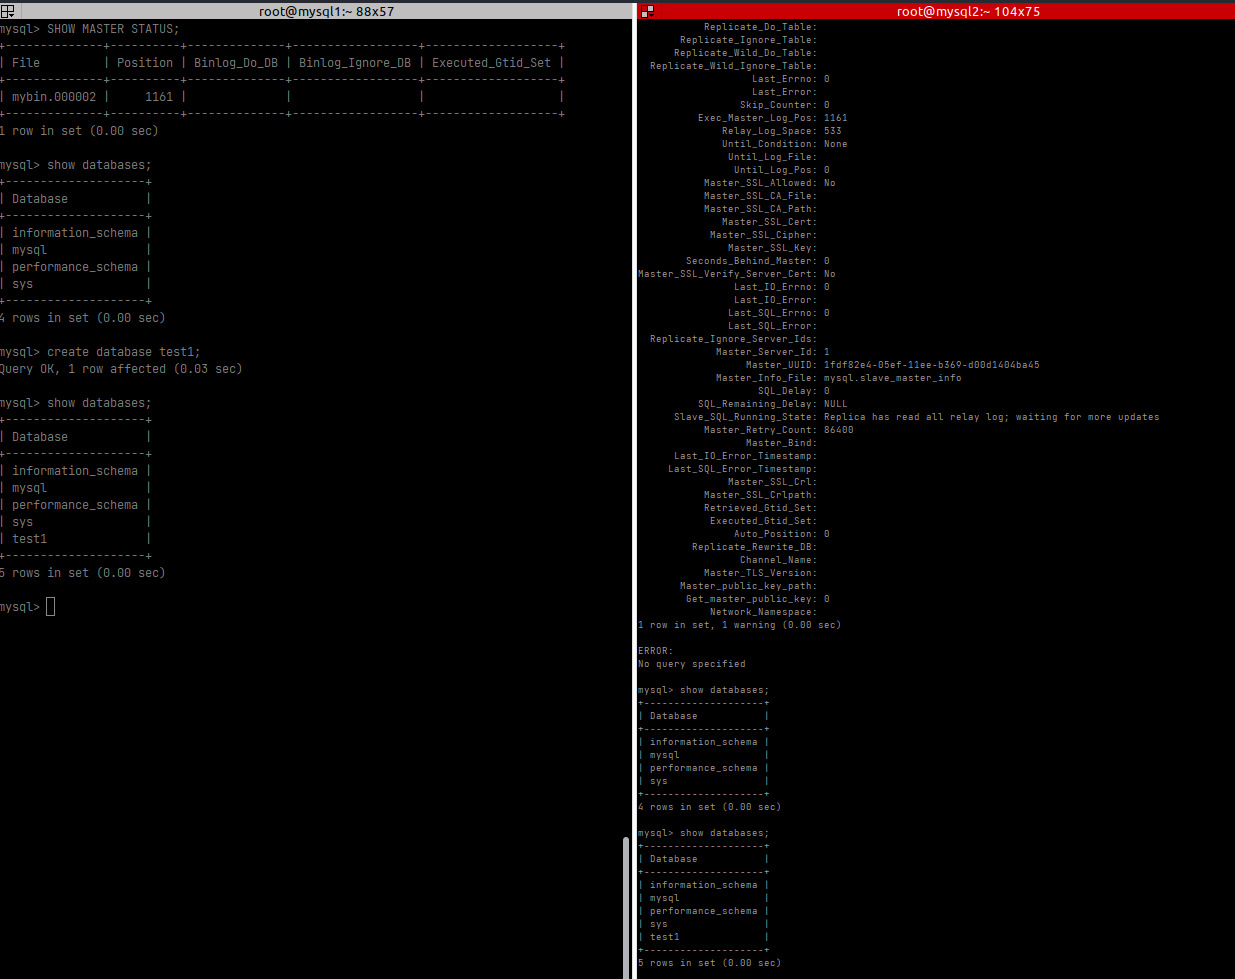 root@mysql1:~ 88x57
mysql> SHOW MASTER STATUS;
+--------------+----------+--------------+------------------+-------------------+
| File         | Position | Binlog_Do_DB | Binlog_Ignore_DB | Executed_Gtid_Set |
+--------------+----------+--------------+------------------+-------------------+
| mybin.000002 |     1161 |              |                  |                   |
+--------------+----------+--------------+------------------+-------------------+
1 row in set (0.00 sec)
mysql> show databases;
+--------------------+
| Database           |
+--------------------+
| information_schema |
| mysql              |
| performance_schema |
| sys                |
+--------------------+
4 rows in set (0.00 sec)
mysql> create database test1;
Query OK, 1 row affected (0.03 sec)
mysql> show databases;
+--------------------+
| Database           |
+--------------------+
| information_schema |
| mysql              |
| performance_schema |
| sys                |
| test1              |
+--------------------+
5 rows in set (0.00 sec)
mysql>
root@mysql2:~ 104x75
Replicate_Do_Table:
Replicate_Ignore_Table:
Replicate_Wild_Do_Table:
Replicate_Wild_Ignore_Table:
Last_Errno: 0
Last_Error:
Skip_Counter: 0
Exec_Master_Log_Pos: 1161
Relay_Log_Space: 533
Until_Condition: None
Until_Log_File:
Until_Log_Pos: 0
Master_SSL_Allowed: No
Master_SSL_CA_File:
Master_SSL_CA_Path:
Master_SSL_Cert:
Master_SSL_Cipher:
Master_SSL_Key:
Seconds_Behind_Master: 0
Master_SSL_Verify_Server_Cert: No
Last_IO_Errno: 0
Last_IO_Error:
Last_SQL_Errno: 0
Last_SQL_Error:
Replicate_Ignore_Server_Ids:
Master_Server_Id: 1
Master_UUID: 1fdf82e4-05ef-11ee-b369-d00d1404ba45
Master_Info_File: mysql.slave_master_info
SQL_Delay: 0
SQL_Remaining_Delay: NULL
Slave_SQL_Running_State: Replica has read all relay log; waiting for more updates
Master_Retry_Count: 86400
Master_Bind:
Last_IO_Error_Timestamp:
Last_SQL_Error_Timestamp:
Master_SSL_Crl:
Master_SSL_Crlpath:
Retrieved_Gtid_Set:
Executed_Gtid_Set:
Auto_Position: 0
Replicate_Rewrite_DB:
Channel_Name:
Master_TLS_Version:
Master_public_key_path:
Get_master_public_key: 0
Network_Namespace:
1 row in set, 1 warning (0.00 sec)
ERROR:
No query specified
mysql> show databases;
+--------------------+
| Database           |
+--------------------+
| information_schema |
| mysql              |
| performance_schema |
| sys                |
+--------------------+
4 rows in set (0.00 sec)
mysql> show databases;
+--------------------+
| Database           |
+--------------------+
| information_schema |
| mysql              |
| performance_schema |
| sys                |
| test1              |
+--------------------+
5 rows in set (0.00 sec)